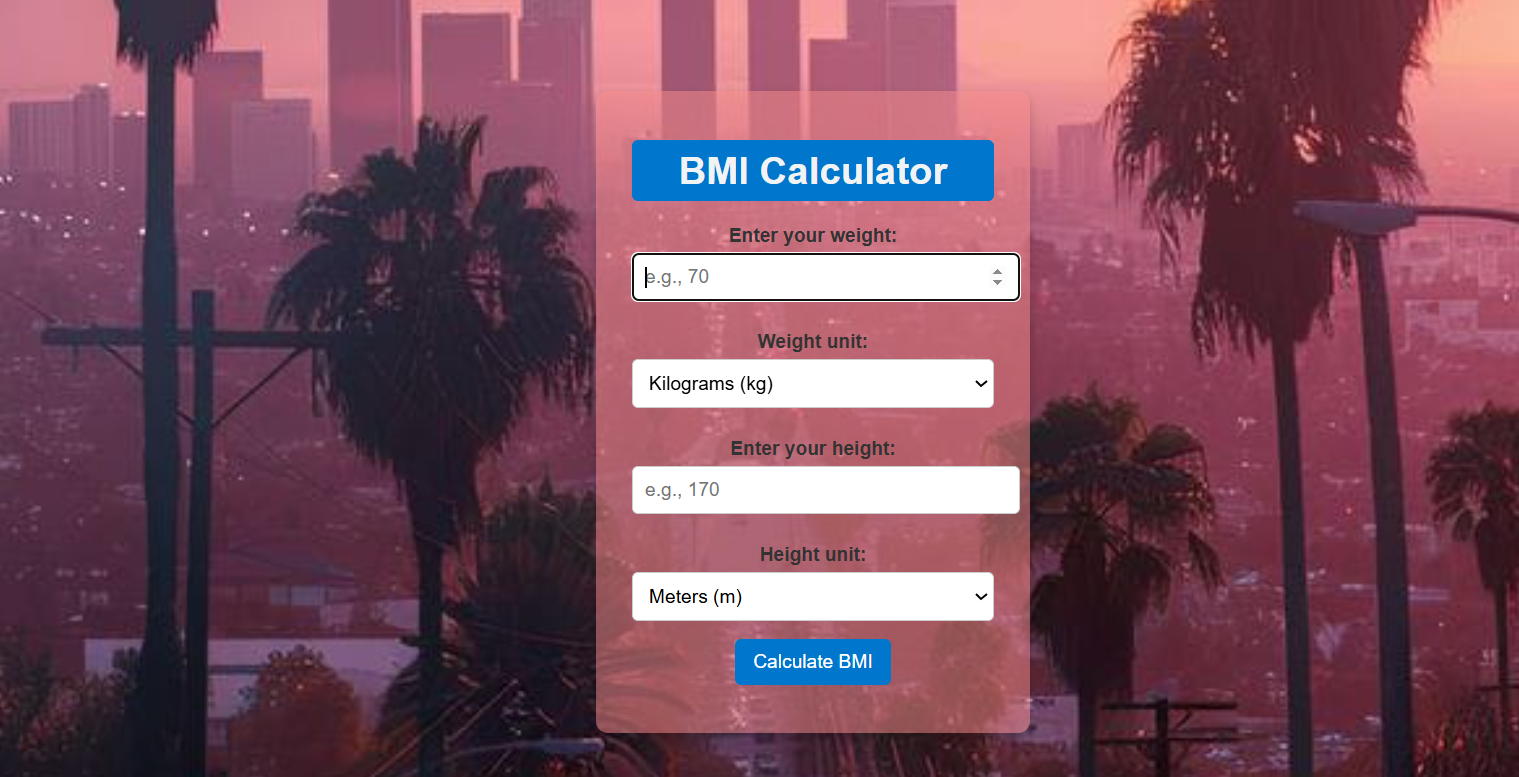 BMI Calculator
Enter your weight:
e.g., 70
Weight unit:
Kilograms (kg)
Enter your height:
e.g., 170
Height unit:
Meters (m)
Calculate BMI